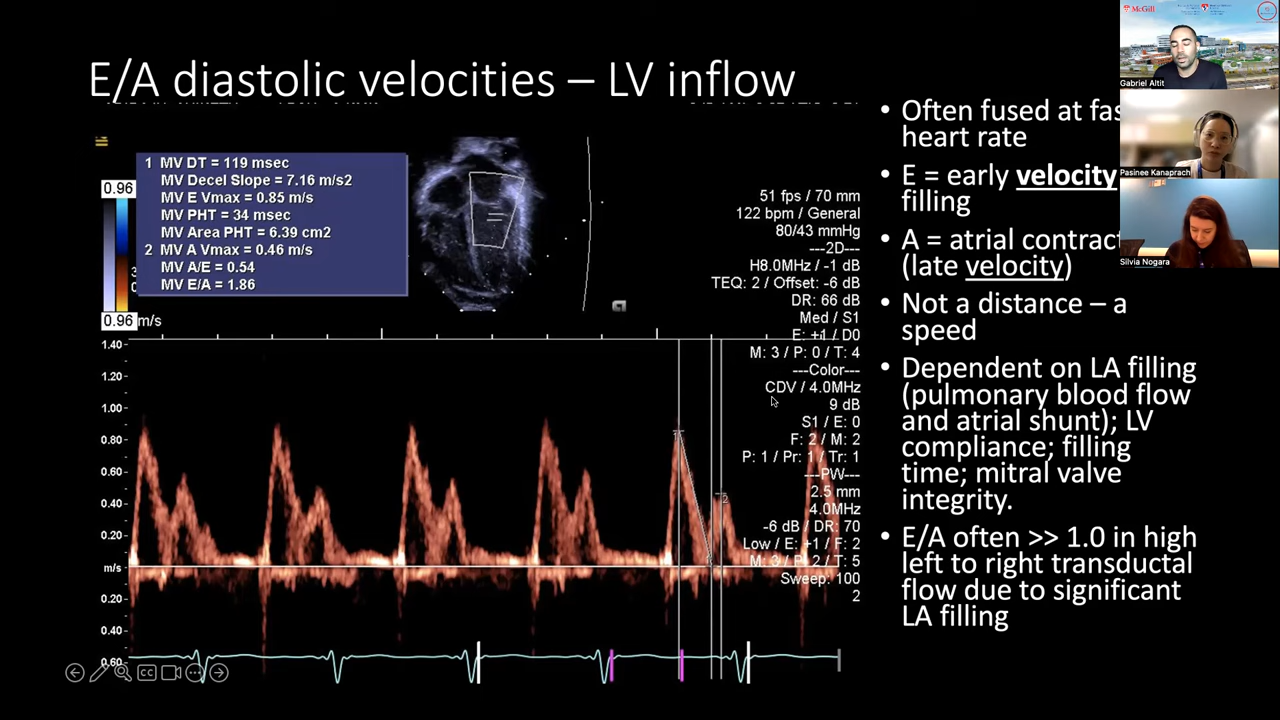 E/A diastolic velocities – LV inflow
McGill
Gabriel Altit
Pasinee Kanaprach
Silvia Nogara
1 MV DT = 119 msec
MV Decel Slope = 7.16 m/s2
MV E Vmax = 0.85 m/s
MV PHT = 34 msec
MV Area PHT = 6.39 cm2
2 MV A Vmax = 0.46 m/s
MV A/E = 0.54
MV E/A = 1.86
0.96
0.96 m/s
51 fps / 70 mm
122 bpm / General
80/43 mmHg
---2D---
H8.0MHz / -1 dB
TEQ: 2 / Offset: -6 dB
DR: 66 dB
Med / S1
E: +1 / D0
M: 3 / P: 0 / T: 4
---Color---
CDV / 4.0MHz
9 dB
S1 / E: 0
F: 2 / M: 2
P: 1 / Pr: 1 / Tr: 1
---PW---
2.5 mm
4.0MHz
-6 dB / DR: 70
Low / E: +1 / F: 2
M: 3 / P: 2 / T: 5
Sweep: 100
2
1.40
1.20
1.00
0.80
0.60
0.40
0.20
m/s
0.20
0.40
0.60
1
2
CC
• Often fused at fas
heart rate
• E = early velocity
filling
• A = atrial contract
(late velocity)
• Not a distance – a
speed
• Dependent on LA filling
(pulmonary blood flow
and atrial shunt); LV
compliance; filling
time; mitral valve
integrity.
• E/A often >> 1.0 in high
left to right transductal
flow due to significant
LA filling